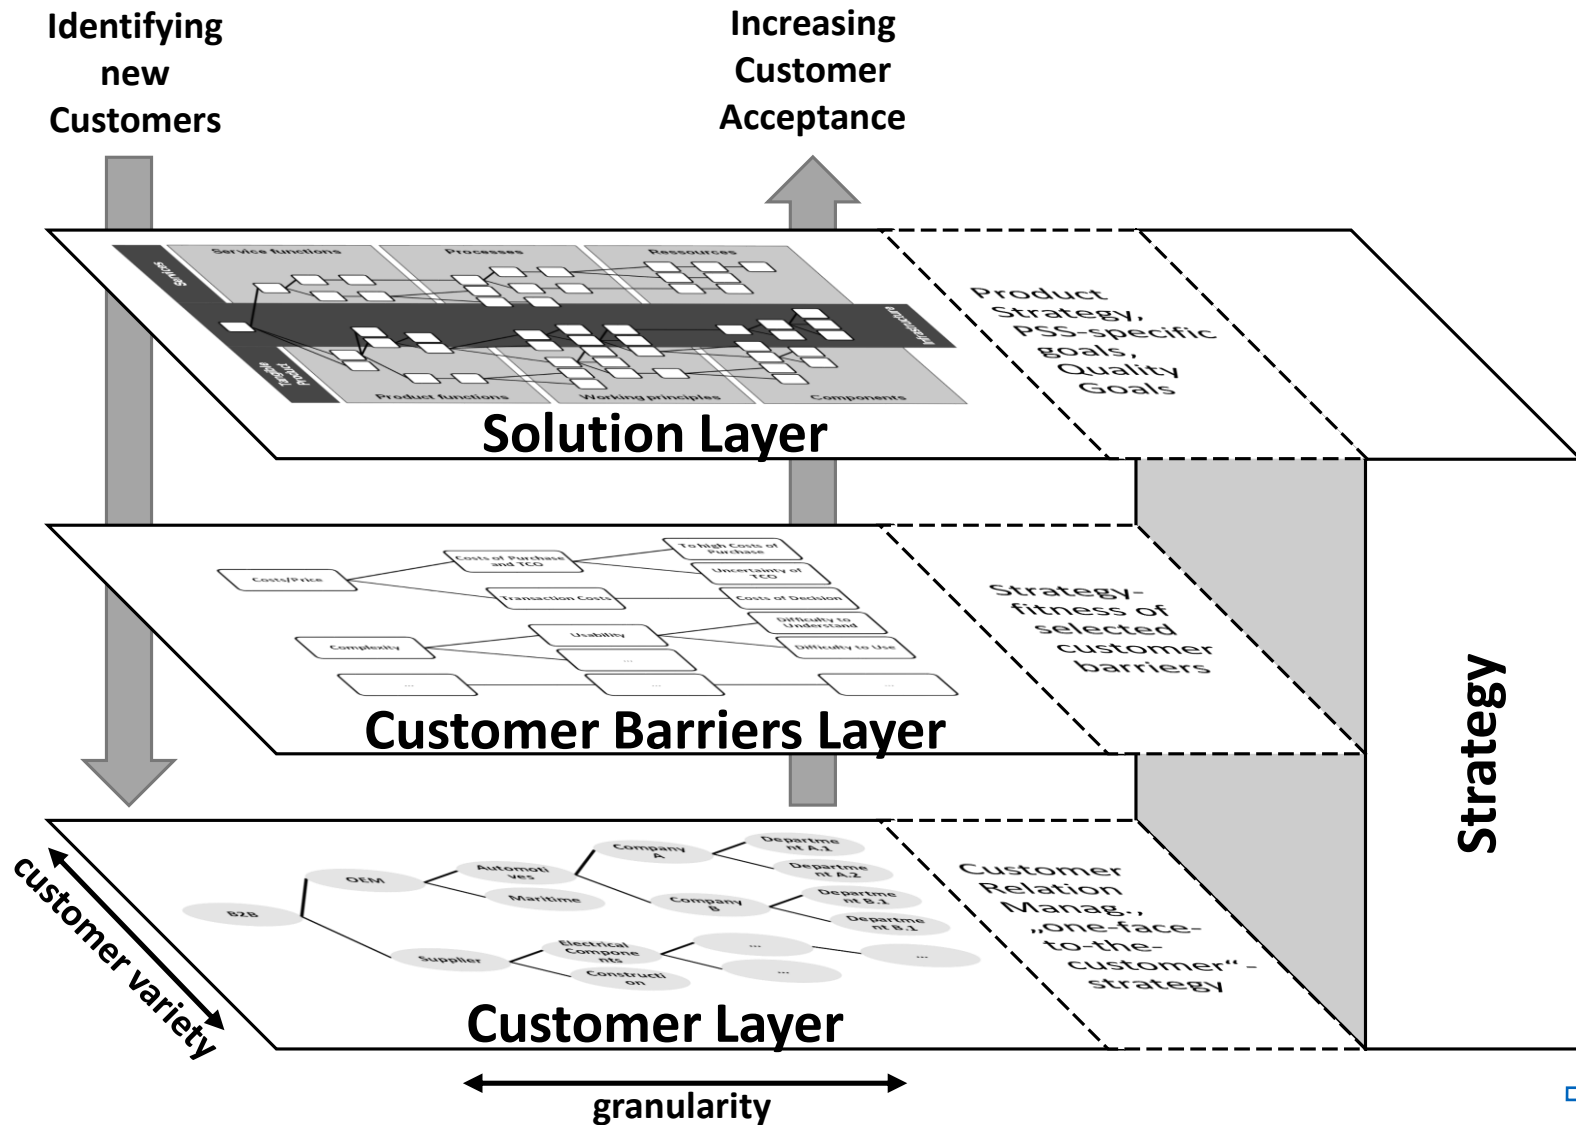 Identifying
new
Customers
Increasing
Customer
Acceptance
Services
Service functions
Processes
Ressources
Infrastructure
Tangible
Product
Product functions
Working principles
Components
Solution Layer
Product
Strategy,
PSS-specific
goals,
Quality
Goals
Costs/Price
Costs of Purchase
and TCO
To high Costs of
Purchase
Uncertainty of
TCO
Transaction Costs
Costs of Decision
Complexity
Usability
Difficulty to
Understand
Difficulty to Use
...
...
...
...
Customer Barriers Layer
Strategy-
fitness of
selected
customer
barriers
B2B
OEM
Automoti
ves
Maritime
Company
A
Departme
nt A.1
Departme
nt A.2
Company
B
Departme
nt B.1
Departme
nt B.1
Supplier
Electrical
Compone
nts
Constructi
on
...
...
...
Customer Layer
Customer
Relation
Manag.,
„one-face-
to-the-
customer“-
strategy
Strategy
customer variety
granularity